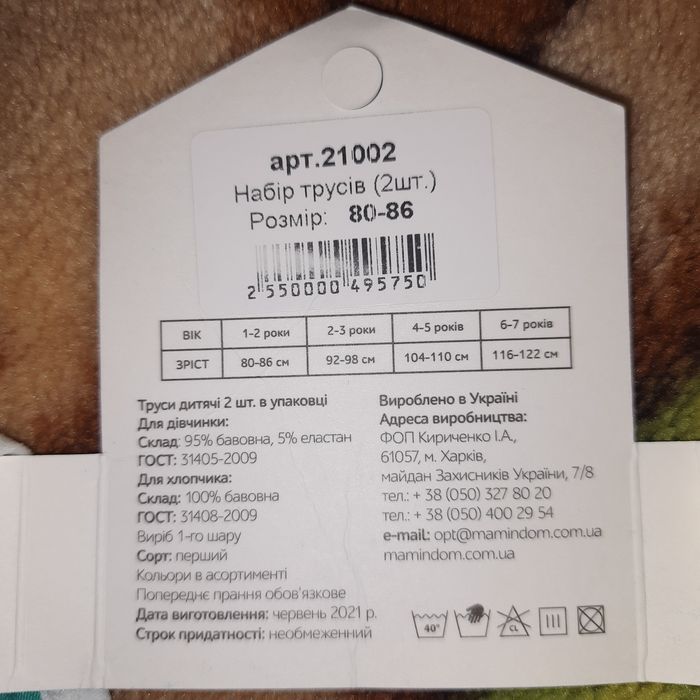 арт.21002
Набір трусів (2шт.)
Розмір: 80-86
2 550000 495750
ВІК 1-2 роки 2-3 роки 4-5 років 6-7 років
ЗРІСТ 80-86 см 92-98 см 104-110 см 116-122 см
Труси дитячі 2 шт. в упаковці
Для дівчинки:
Склад: 95% бавовна, 5% еластан
ГОСТ: 31405-2009
Для хлопчика:
Склад: 100% бавовна
ГОСТ: 31408-2009
Виріб 1-го шару
Сорт: перший
Кольори в асортименті
Попереднє прання обов'язкове
Дата виготовлення: червень 2021 р.
Строк придатності: необмеженний
Вироблено в Україні
Адреса виробництва:
ФОП Кириченко І.А.,
61057, м. Харків,
майдан Захисників України, 7/8
тел.: + 38 (050) 327 80 20
тел.: + 38 (050) 400 29 54
e-mail: opt@mamindom.com.ua
mamindom.com.ua
40° CL